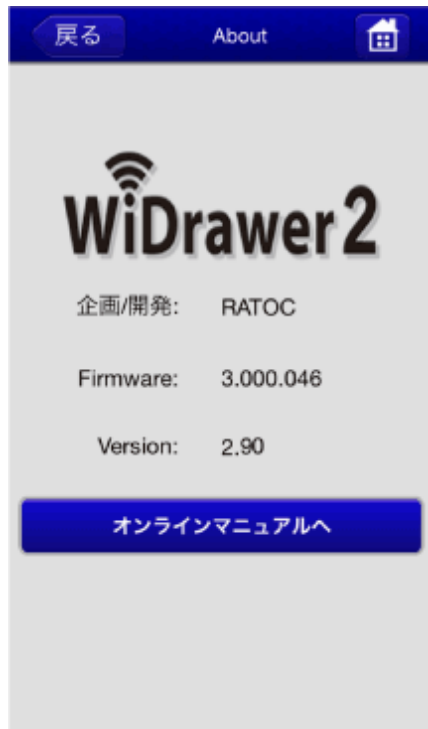 戻る About
WiDrawer2
企画/開発: RATOC
Firmware: 3.000.046
Version: 2.90
オンラインマニュアルへ